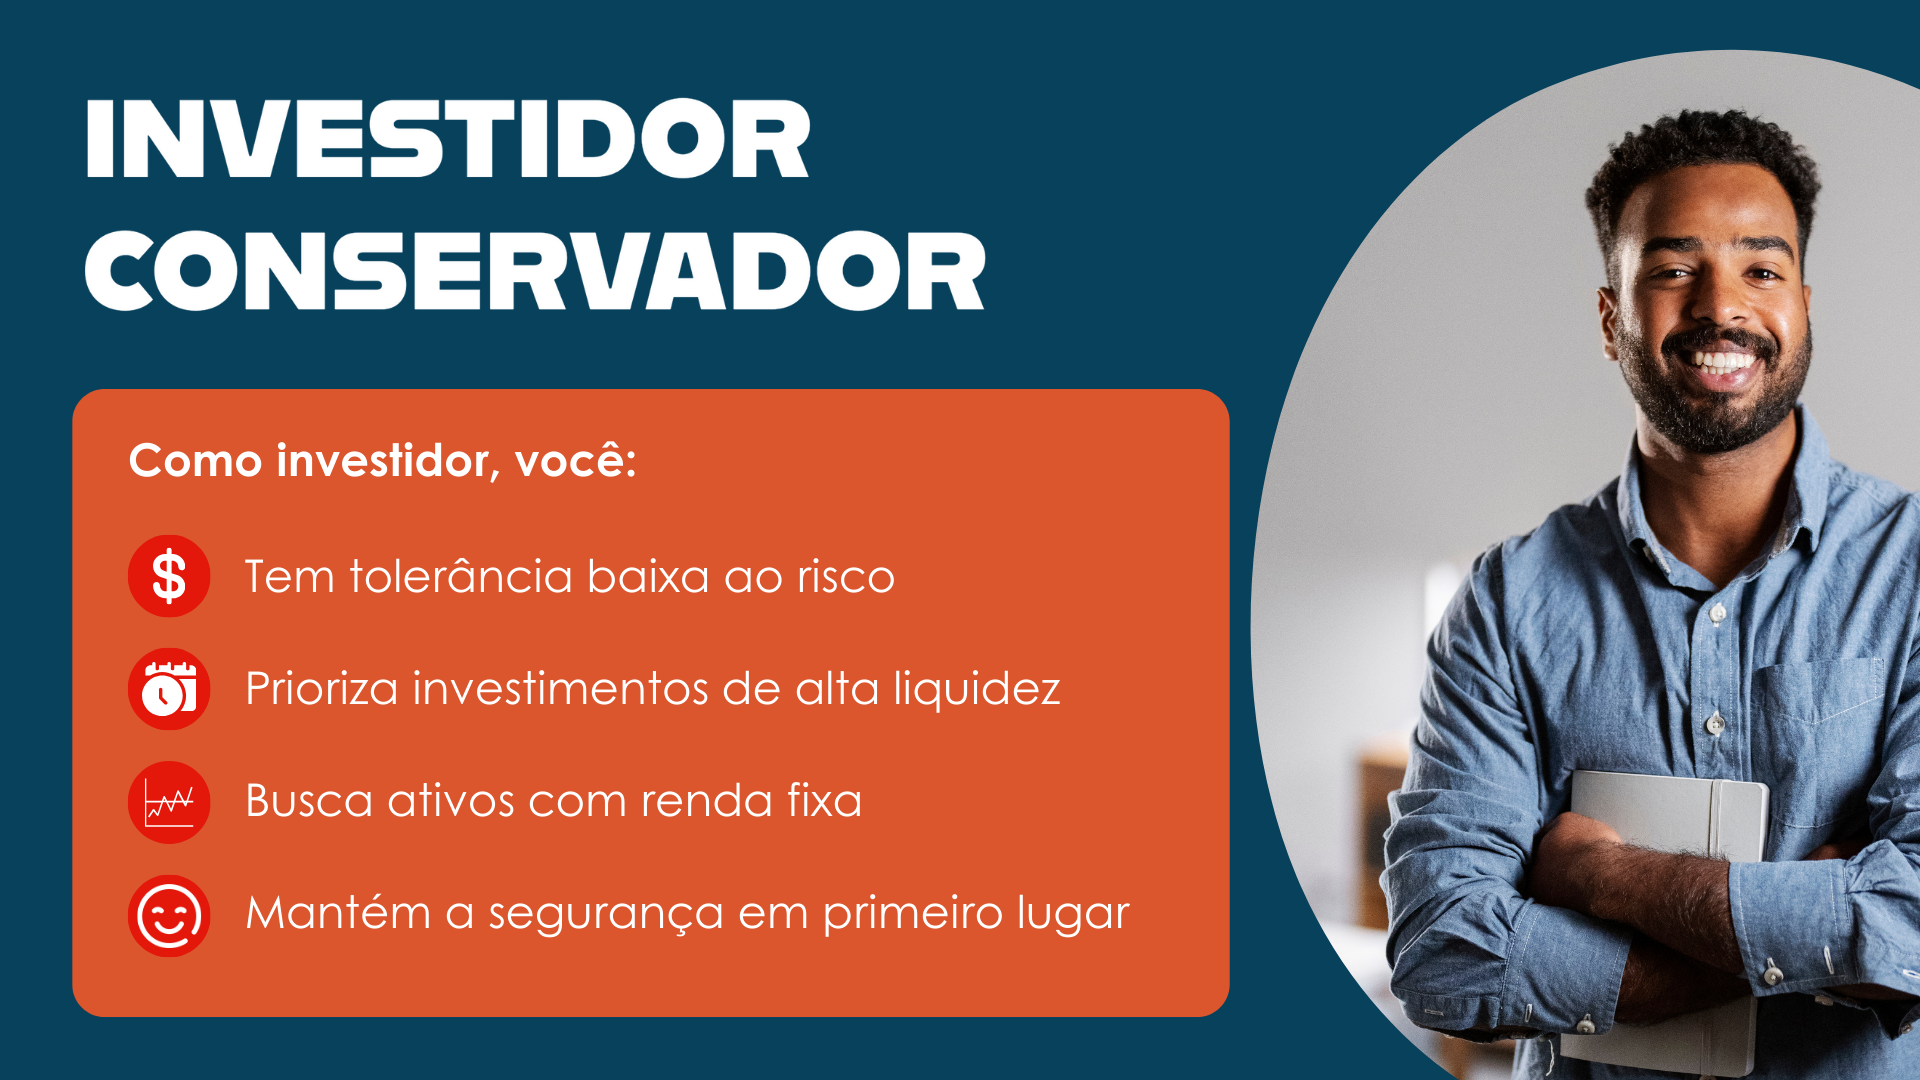 INVESTIDOR
CONSERVADOR
Como investidor, você:
Tem tolerância baixa ao risco
Prioriza investimentos de alta liquidez
Busca ativos com renda fixa
Mantém a segurança em primeiro lugar